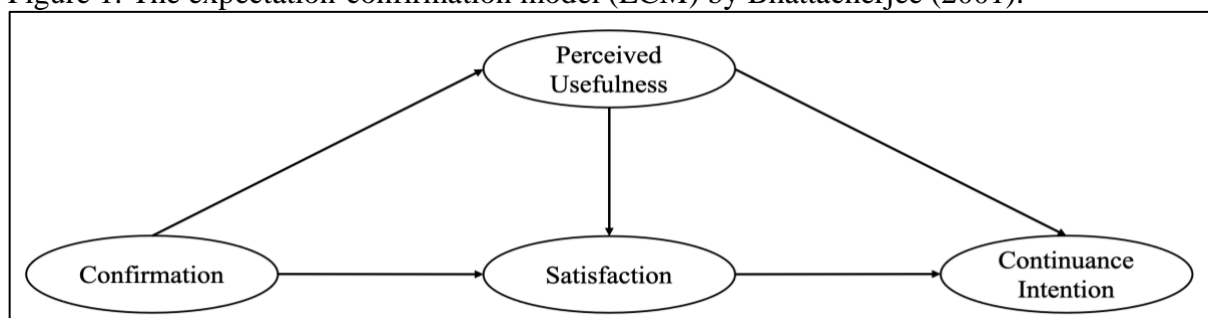 Figure 1. The expectation-confirmation model (ECM) by Bhattacherjee (2001).
Perceived
Usefulness
Confirmation
Satisfaction
Continuance
Intention